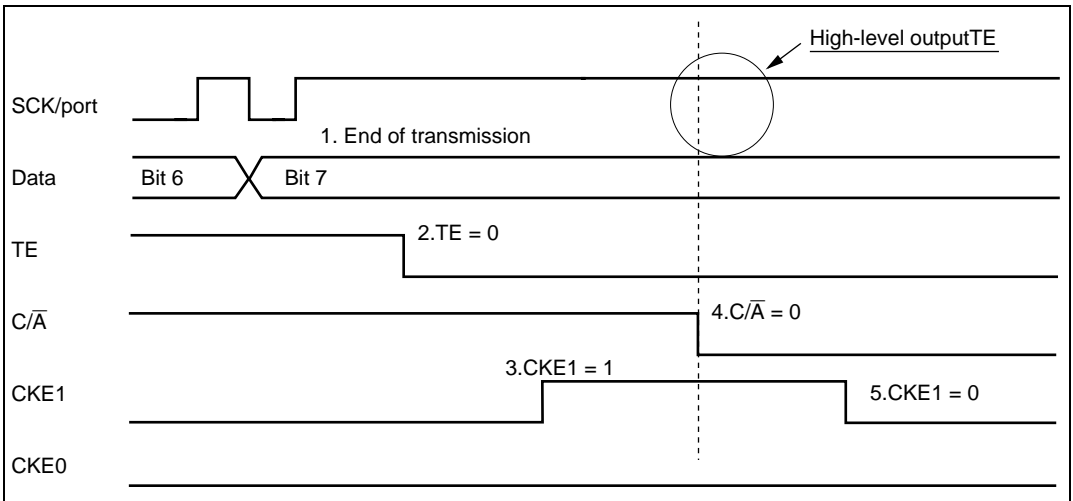 High-level outputTE
SCK/port
1. End of transmission
Data
Bit 6
Bit 7
TE
2.TE = 0
C/A̅
4.C/A̅ = 0
3.CKE1 = 1
CKE1
5.CKE1 = 0
CKE0